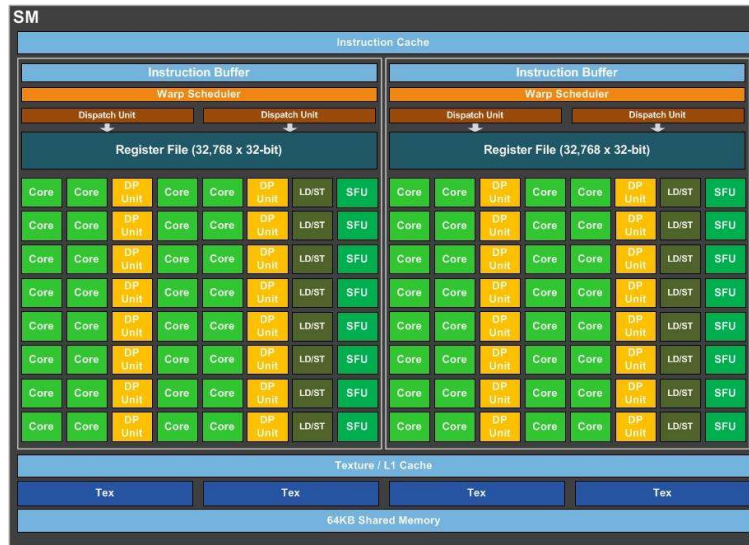 SM
Instruction Cache
Instruction Buffer Instruction Buffer
Warp Scheduler Warp Scheduler
Dispatch Unit Dispatch Unit Dispatch Unit Dispatch Unit
Register File (32,768 x 32-bit) Register File (32,768 x 32-bit)
Core Core DP Unit Core Core DP Unit LD/ST SFU Core Core DP Unit Core Core DP Unit LD/ST SFU
Core Core DP Unit Core Core DP Unit LD/ST SFU Core Core DP Unit Core Core DP Unit LD/ST SFU
Core Core DP Unit Core Core DP Unit LD/ST SFU Core Core DP Unit Core Core DP Unit LD/ST SFU
Core Core DP Unit Core Core DP Unit LD/ST SFU Core Core DP Unit Core Core DP Unit LD/ST SFU
Core Core DP Unit Core Core DP Unit LD/ST SFU Core Core DP Unit Core Core DP Unit LD/ST SFU
Core Core DP Unit Core Core DP Unit LD/ST SFU Core Core DP Unit Core Core DP Unit LD/ST SFU
Core Core DP Unit Core Core DP Unit LD/ST SFU Core Core DP Unit Core Core DP Unit LD/ST SFU
Core Core DP Unit Core Core DP Unit LD/ST SFU Core Core DP Unit Core Core DP Unit LD/ST SFU
Texture / L1 Cache
Tex Tex Tex Tex
64KB Shared Memory